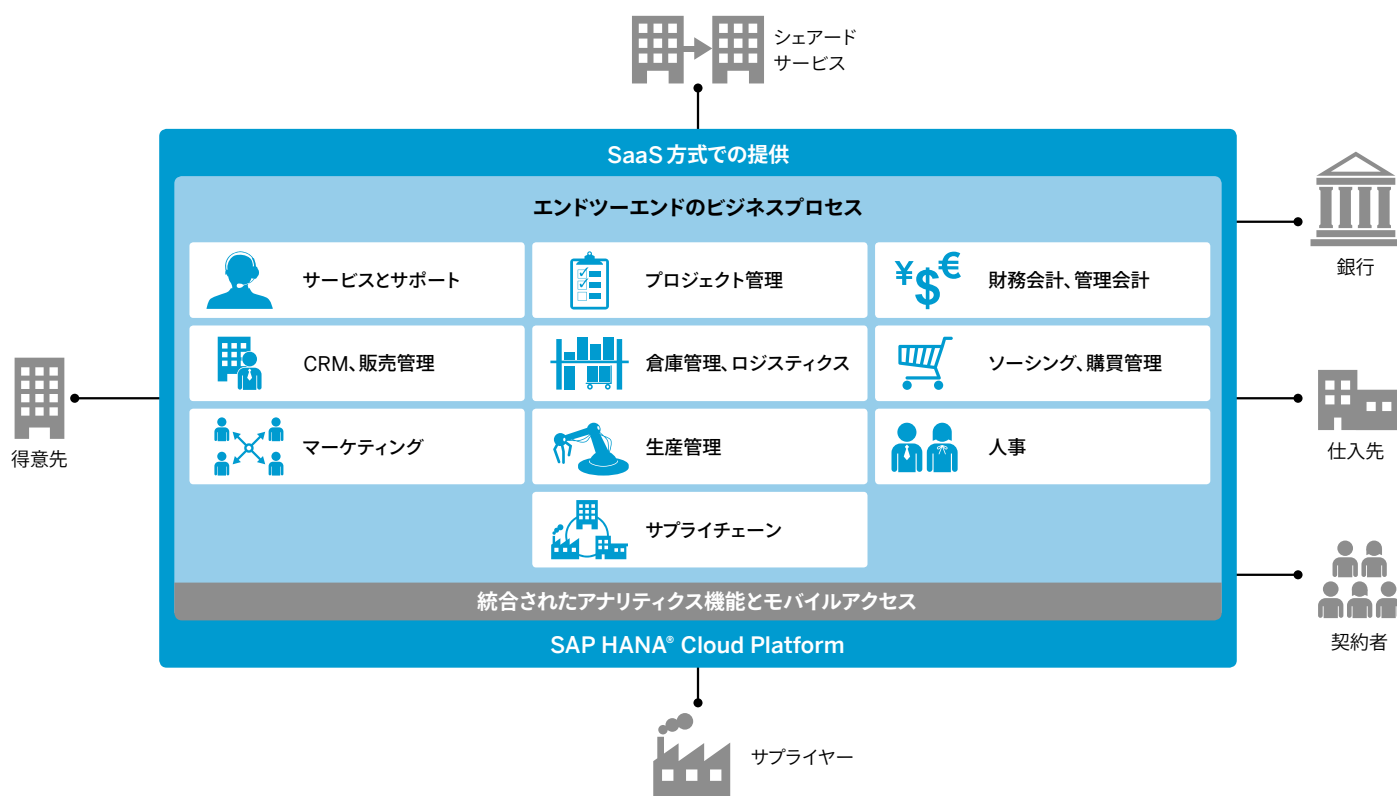 シェアード
サービス
SaaS 方式での提供
エンドツーエンドのビジネスプロセス
銀行
サービスとサポート
プロジェクト管理
財務会計、管理会計
CRM、販売管理
倉庫管理、ロジスティクス
ソーシング、購買管理
得意先
マーケティング
生産管理
人事
仕入先
サプライチェーン
統合されたアナリティクス機能とモバイルアクセス
SAP HANA® Cloud Platform
契約者
サプライヤー